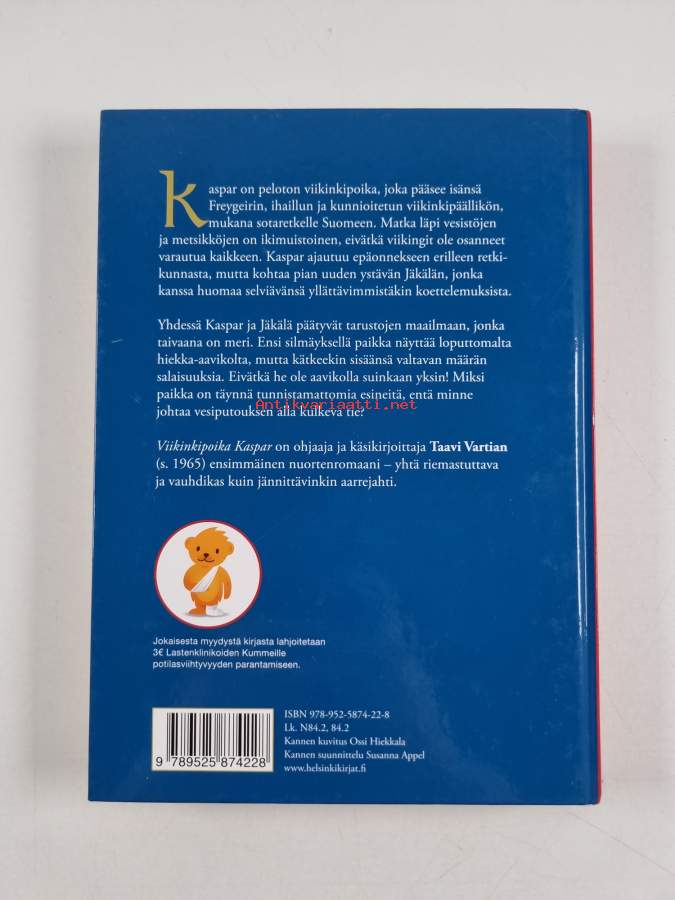 Kaspar on peloton viikinkipoika, joka pääsee isänsä
Freygeirin, ihaillun ja kunnioitetun viikinkipäällikön,
mukana sotaretkelle Suomeen. Matka läpi vesistöjen
ja metsikköjen on ikimuistoinen, eivätkä viikingit ole osanneet
varautua kaikkeen. Kaspar ajautuu epäonnekseen erilleen retki-
kunnasta, mutta kohtaa pian uuden ystävän Jäkälän, jonka
kanssa huomaa selviävänsä yllättävimmistäkin koettelemuksista.
Yhdessä Kaspar ja Jäkälä päätyvät tarustojen maailmaan, jonka
taivaana on meri. Ensi silmäyksellä paikka näyttää loputtomalta
hiekka-aavikolta, mutta kätkeekin sisäänsä valtavan määrän
salaisuuksia. Eivätkä he ole aavikolla suinkaan yksin! Miksi
paikka on täynnä tunnistamattomia esineitä, entä minne
johtaa vesiputouksen alla kulkeva tie?
Antikvariaatti.net
Viikinkipoika Kaspar on ohjaaja ja käsikirjoittaja Taavi Vartian
(s. 1965) ensimmäinen nuortenromaani – yhtä riemastuttava
ja vauhdikas kuin jännittävinkin aarrejahti.
Jokaisesta myydystä kirjasta lahjoitetaan
3€ Lastenklinikoiden Kummeille
potilasviihtyvyyden parantamiseen.
ISBN 978-952-5874-22-8
Lk. N84.2, 84.2
Kannen kuvitus Ossi Hiekkala
Kannen suunnittelu Susanna Appel
www.helsinkikirjat.fi
9 789525 874228